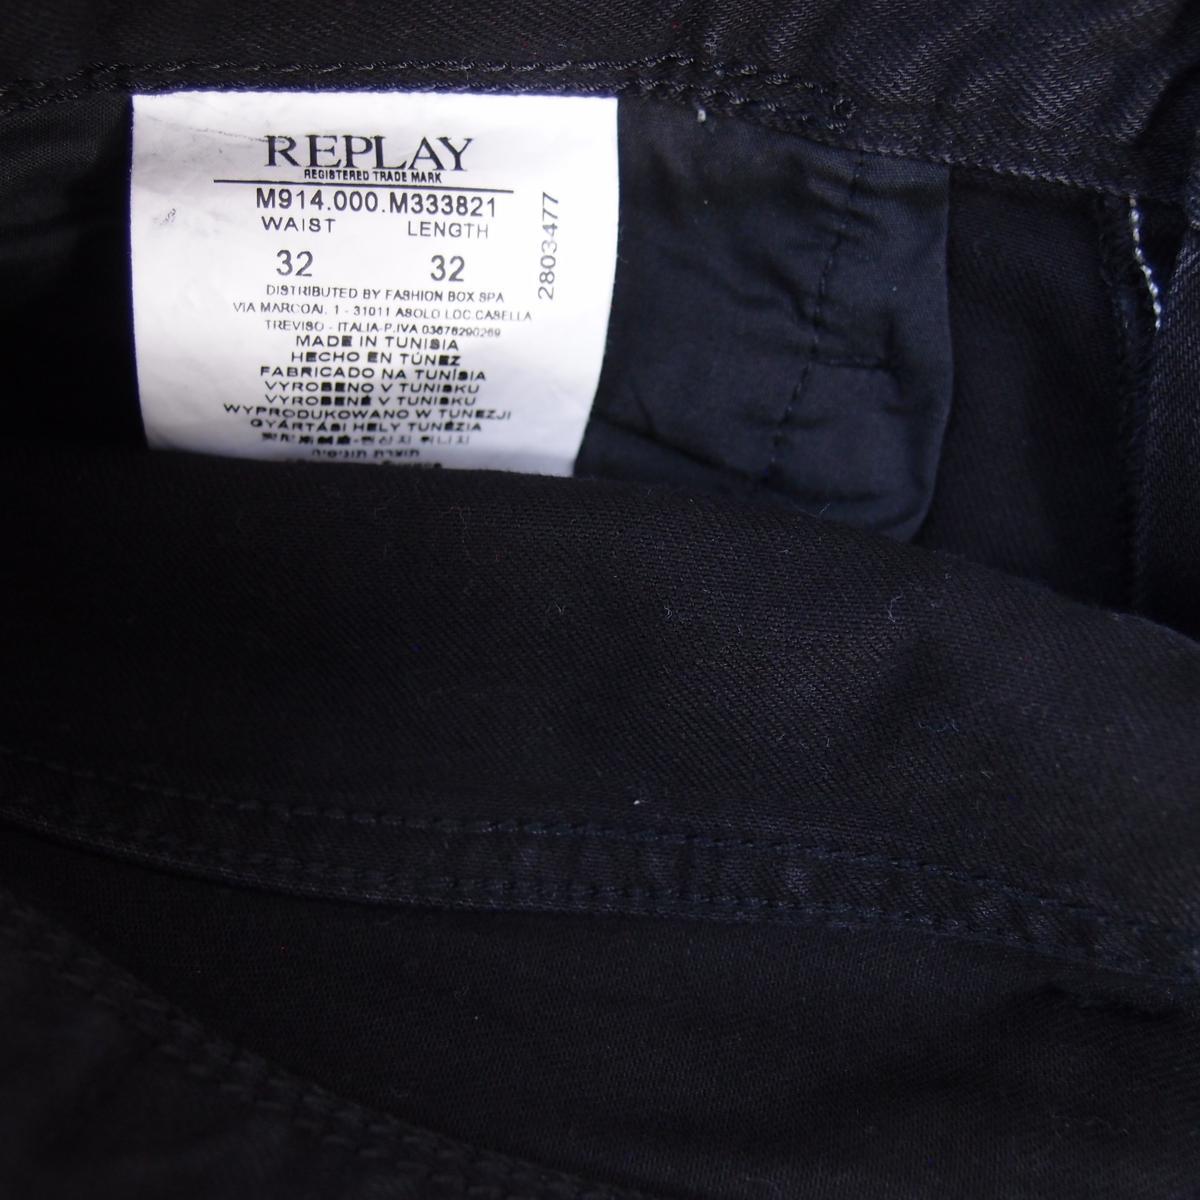 REPLAY
REGISTERED TRADE MARK
M914.000.M333821
WAIST LENGTH
32 32
2803477
DISTRIBUTED BY FASHION BOX SPA
VIA MARCONI, 1 - 31011 ASOLO LOC.CASELLA
TREVISO - ITALIA-P.IVA 03678290269
MADE IN TUNISIA
HECHO EN TÚNEZ
FABRICADO NA TUNÍSIA
VYROBENO V TUNISKU
VYROBENÉ V TUNISKU
WYPRODUKOWANO W TUNEZJI
GYÁRTÁSI HELY TUNÉZIA
תוצרת תוניסיה